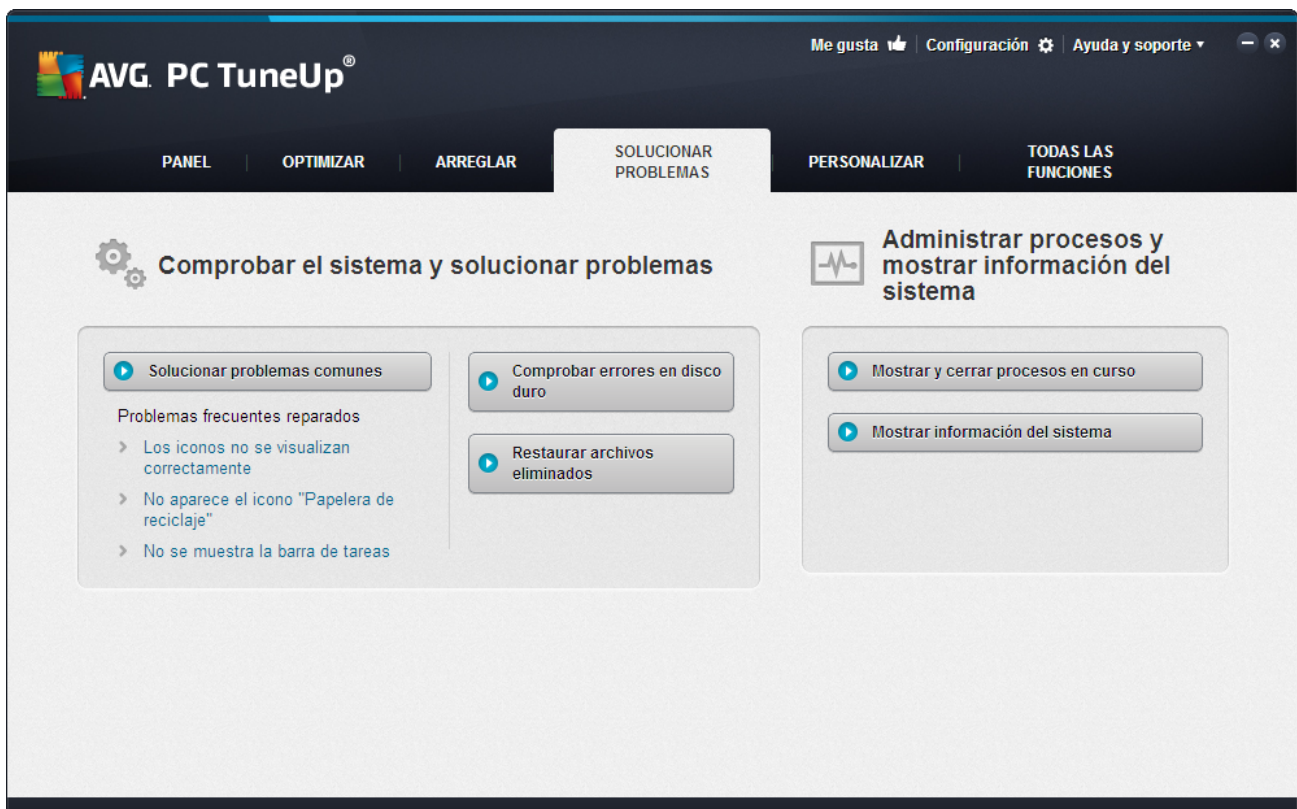 Me gusta
Configuración
Ayuda y soporte
AVG. PC TuneUp®
PANEL
OPTIMIZAR
ARREGLAR
SOLUCIONAR
PROBLEMAS
PERSONALIZAR
TODAS LAS
FUNCIONES
Comprobar el sistema y solucionar problemas
Solucionar problemas comunes
Problemas frecuentes reparados
Los iconos no se visualizan
correctamente
No aparece el icono "Papelera de
reciclaje"
No se muestra la barra de tareas
Comprobar errores en disco
duro
Restaurar archivos
eliminados
Administrar procesos y
mostrar información del
sistema
Mostrar y cerrar procesos en curso
Mostrar información del sistema